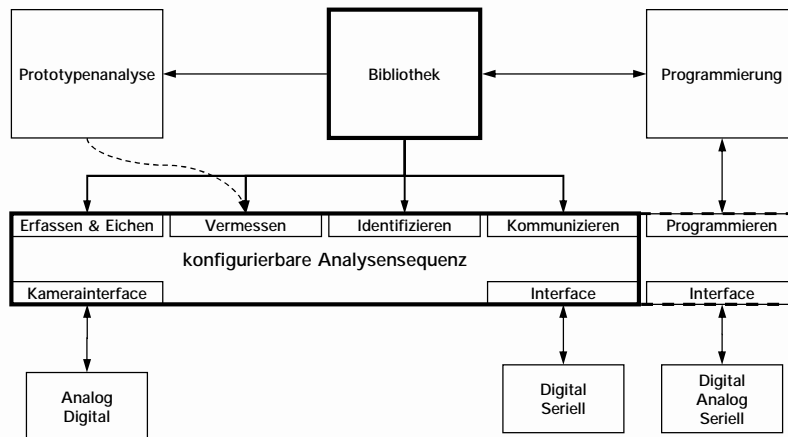 Prototypenanalyse
Bibliothek
Programmierung
Erfassen & Eichen
Vermessen
Identifizieren
Kommunizieren
Programmieren
konfigurierbare Analysensequenz
Kamerainterface
Interface
Interface
Analog
Digital
Digital
Seriell
Digital
Analog
Seriell